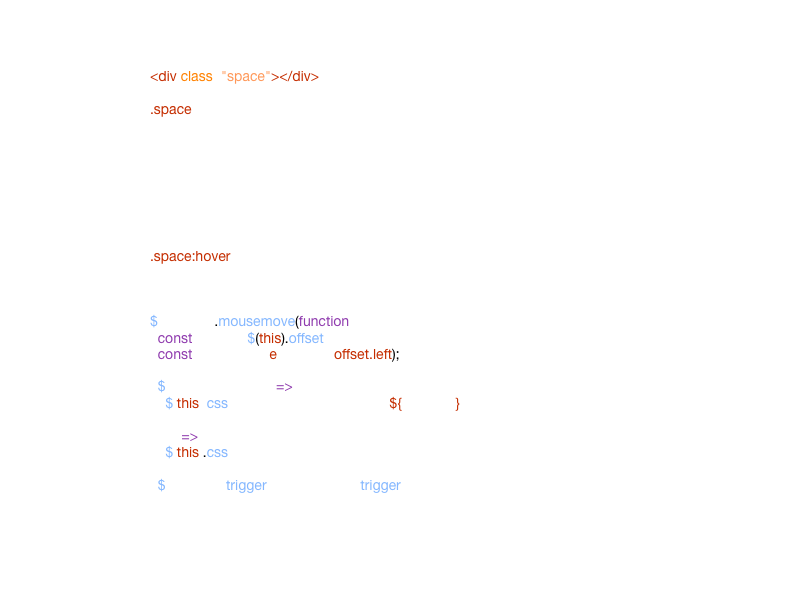 <div class "space"></div>
.space
.space:hover
$ .mousemove(function
const $(this).offset
const e offset.left);
$ =>
$ this css ${ }
=>
$ this .css
$ trigger trigger